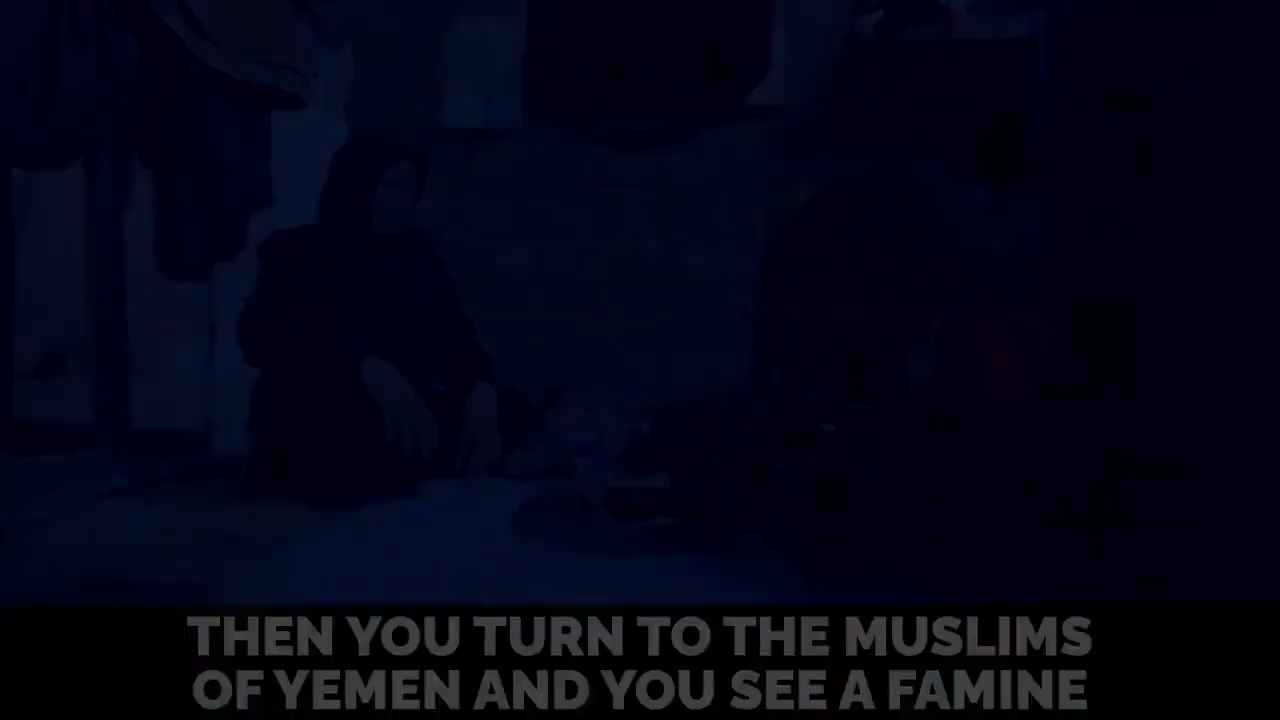 THEN YOU TURN TO THE MUSLIMS
OF YEMEN AND YOU SEE A FAMINE